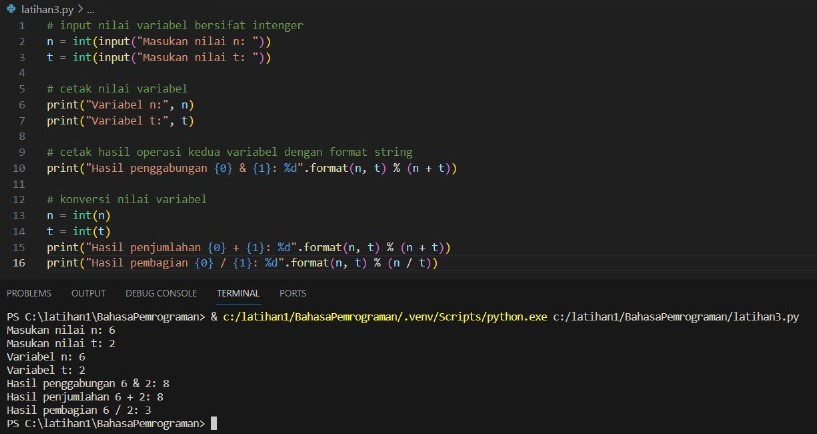 latihan3.py > ...
1 # input nilai variabel bersifat intenger
2 n = int(input("Masukan nilai n: "))
3 t = int(input("Masukan nilai t: "))
4
5 # cetak nilai variabel
6 print("Variabel n:", n)
7 print("Variabel t:", t)
8
9 # cetak hasil operasi kedua variabel dengan format string
10 print("Hasil penggabungan {0} & {1}: %d".format(n, t) % (n + t))
11
12 # konversi nilai variabel
13 n = int(n)
14 t = int(t)
15 print("Hasil penjumlahan {0} + {1}: %d".format(n, t) % (n + t))
16 print("Hasil pembagian {0} / {1}: %d".format(n, t) % (n / t))
PROBLEMS OUTPUT DEBUG CONSOLE TERMINAL PORTS
PS C:\latihan1\BahasaPemrograman> & c:/latihan1/BahasaPemrograman/.venv/Scripts/python.exe c:/latihan1/BahasaPemrograman/latihan3.py
Masukan nilai n: 6
Masukan nilai t: 2
Variabel n: 6
Variabel t: 2
Hasil penggabungan 6 & 2: 8
Hasil penjumlahan 6 + 2: 8
Hasil pembagian 6 / 2: 3
PS C:\latihan1\BahasaPemrograman>